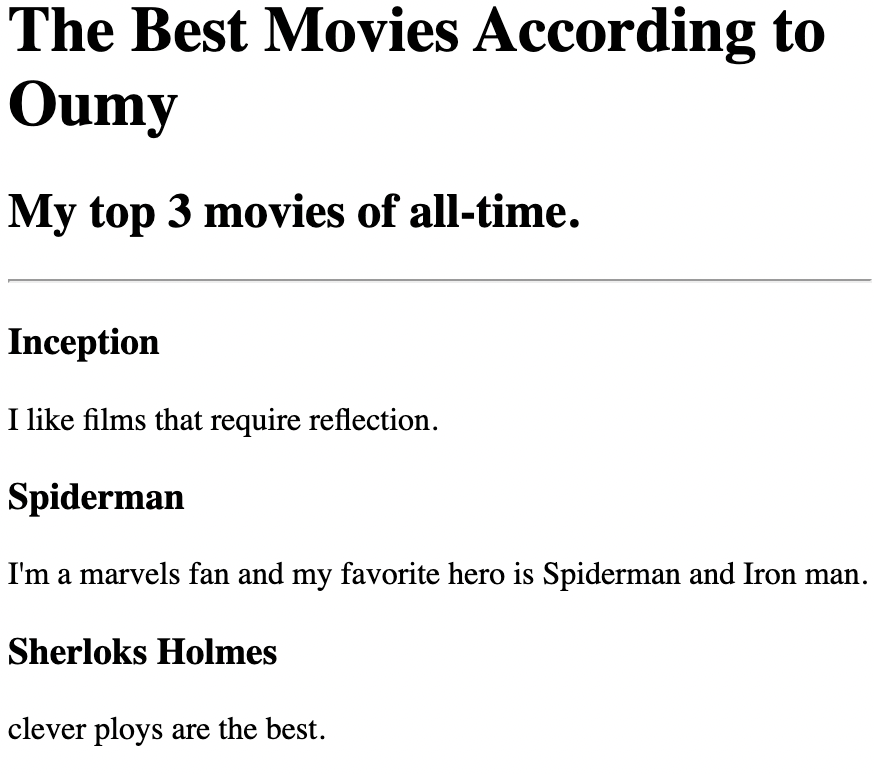 The Best Movies According to
Oumy
My top 3 movies of all-time.
Inception
I like films that require reflection.
Spiderman
I'm a marvels fan and my favorite hero is Spiderman and Iron man.
Sherloks Holmes
clever ploys are the best.